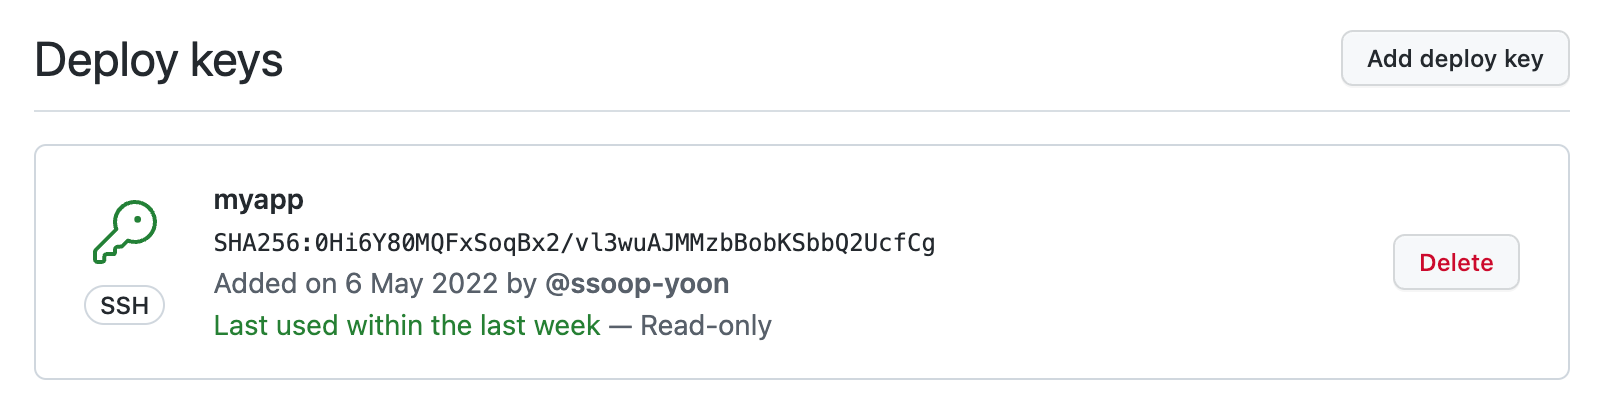 Deploy keys
Add deploy key
myapp
SHA256:0Hi6Y80MQFxSoqBx2/vl3wuAJMMzbBobKSbbQ2UcfCg
Added on 6 May 2022 by @ssoop-yoon
Last used within the last week — Read-only
SSH
Delete